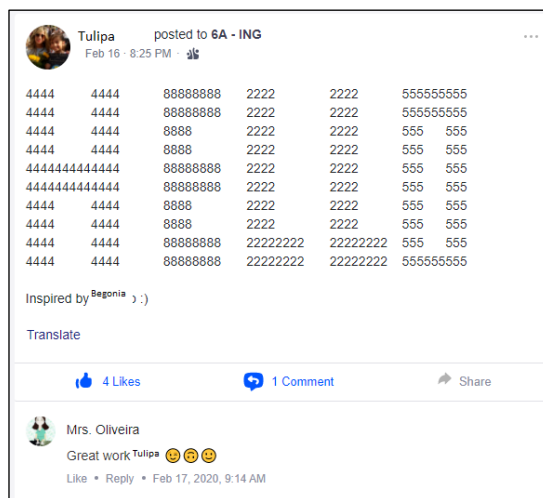 Tulipa posted to 6A - ING
Feb 16 · 8:25 PM ·
4444 4444 88888888 2222 2222 555555555
4444 4444 88888888 2222 2222 555555555
4444 4444 8888 2222 2222 555 555
4444 4444 8888 2222 2222 555 555
4444444444444 88888888 2222 2222 555 555
4444444444444 88888888 2222 2222 555 555
4444 4444 8888 2222 2222 555 555
4444 4444 8888 2222 2222 555 555
4444 4444 88888888 22222222 22222222 555 555
4444 4444 88888888 22222222 22222222 555555555
Inspired by Begonia :)
Translate
4 Likes 1 Comment Share
Mrs. Oliveira
Great work Tulipa 😉🙃🙂
Like • Reply • Feb 17, 2020, 9:14 AM